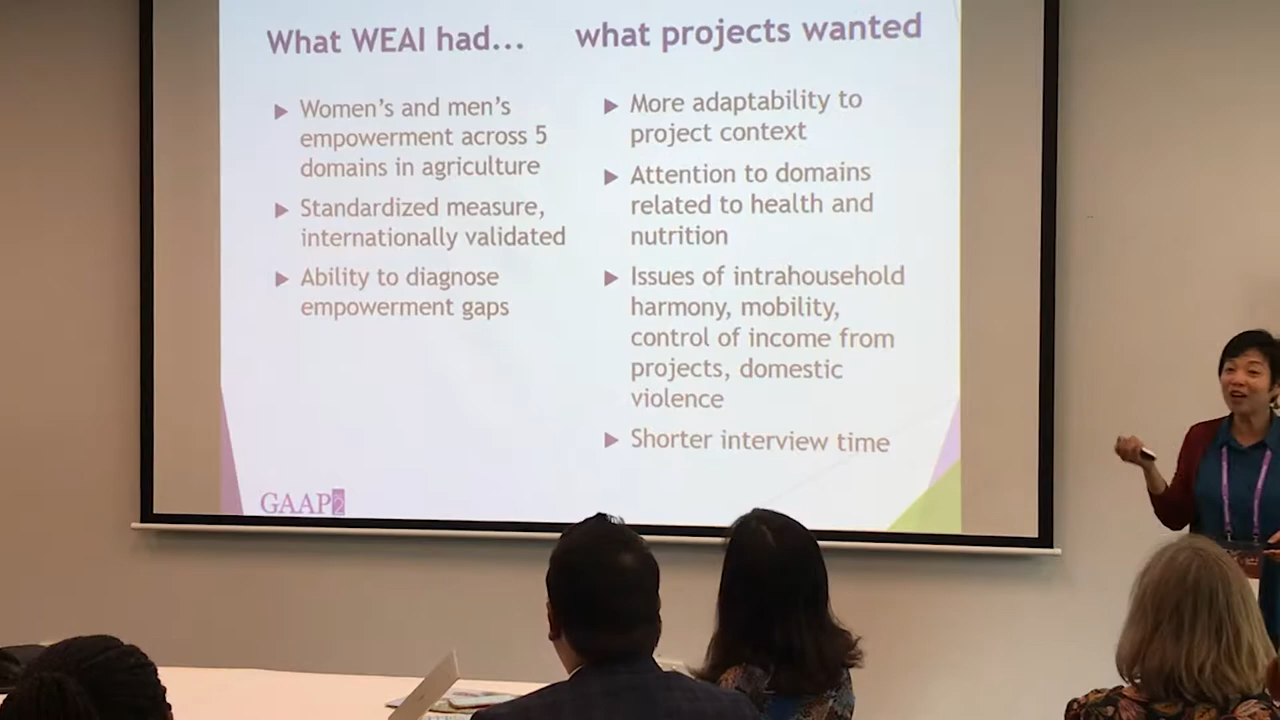 What WEAI had...
Women's and men's
empowerment across 5
domains in agriculture
Standardized measure,
internationally validated
Ability to diagnose
empowerment gaps
what projects wanted
More adaptability to
project context
Attention to domains
related to health and
nutrition
Issues of intrahousehold
harmony, mobility,
control of income from
projects, domestic
violence
Shorter interview time
GAAP2